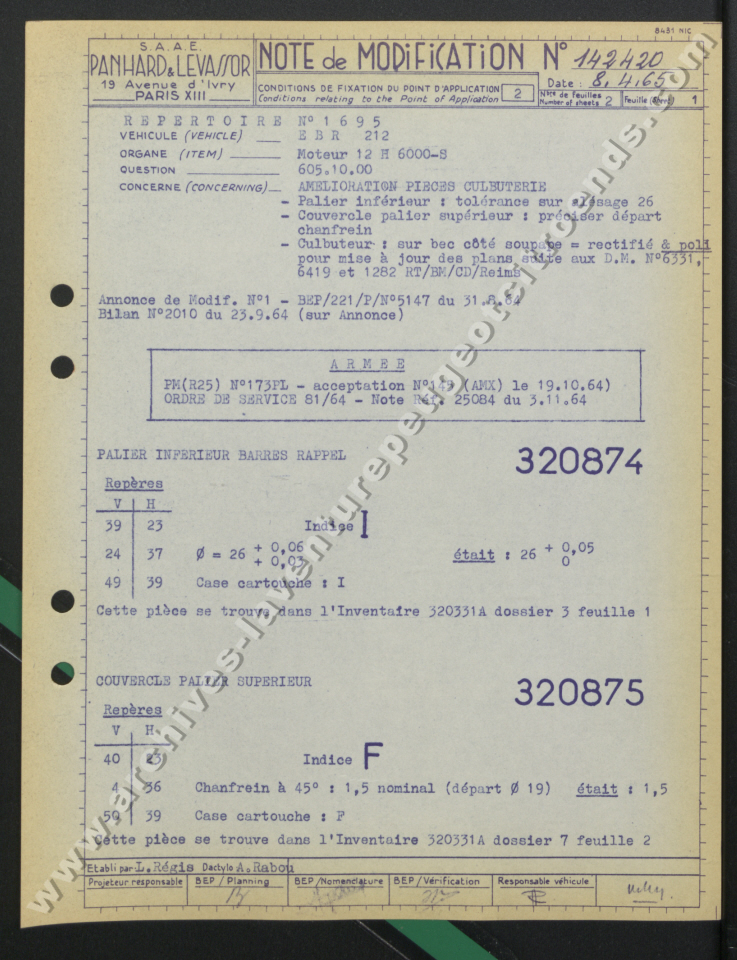 8431 NIC
S.A.A.E.
PANHARD & LEVASSOR
19 Avenue d'Ivry
PARIS XIII
NOTE de MODIFICATION N° 142420
Date : 8.4.65
CONDITIONS DE FIXATION DU POINT D'APPLICATION 2
(Conditions relating to the Point of Application
Nbre de feuilles
Number of sheets 2
Feuille (Sheet) 1
REPERTOIRE N° 1695
VEHICULE (VEHICLE) EBR 212
ORGANE (ITEM) Moteur 12 H 6000-S
QUESTION 605.10.00
CONCERNE (CONCERNING) AMELIORATION PIECES CULBUTERIE
- Palier inférieur : tolérance sur alésage 26
- Couvercle palier supérieur : préciser départ
chanfrein
- Culbuteur : sur bec côté soupape = rectifié & poli
pour mise à jour des plans suite aux D.M. N°6331,
6419 et 1282 RT/BM/CD/Reims
Annonce de Modif. N°1 - BEP/221/P/N°5147 du 31.8.64
Bilan N°2010 du 23.9.64 (sur Annonce)
ARMEE
PM(R25) N°173PL - acceptation N°149 (AMX) le 19.10.64)
ORDRE DE SERVICE 81/64 - Note Réf. 25084 du 3.11.64
PALIER INFERIEUR BARRES RAPPEL 320874
Repères
V H
39 23 Indice I
24 37 Ø = 26 + 0,06 + 0,03 était : 26 + 0,05 0
49 39 Case cartouche : I
Cette pièce se trouve dans l'Inventaire 320331A dossier 3 feuille 1
COUVERCLE PALIER SUPERIEUR 320875
Repères
V H
40 23 Indice F
36 Chanfrein à 45° : 1,5 nominal (départ Ø 19) était : 1,5
50 39 Case cartouche : F
Cette pièce se trouve dans l'Inventaire 320331A dossier 7 feuille 2
Etabli par L. Régis Dactylo A. Rabou
Projeteur responsable BEP / Planning BEP / Nomenclature BEP / Vérification Responsable véhicule
www.archives-laventurepeugeotcitroends.com